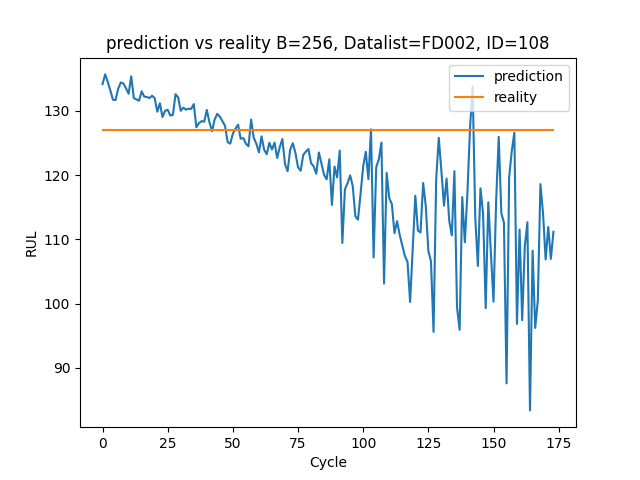 prediction vs reality B=256, Datalist=FD002, ID=108
prediction
reality
RUL
130
120
110
100
90
0
25
50
75
100
125
150
175
Cycle